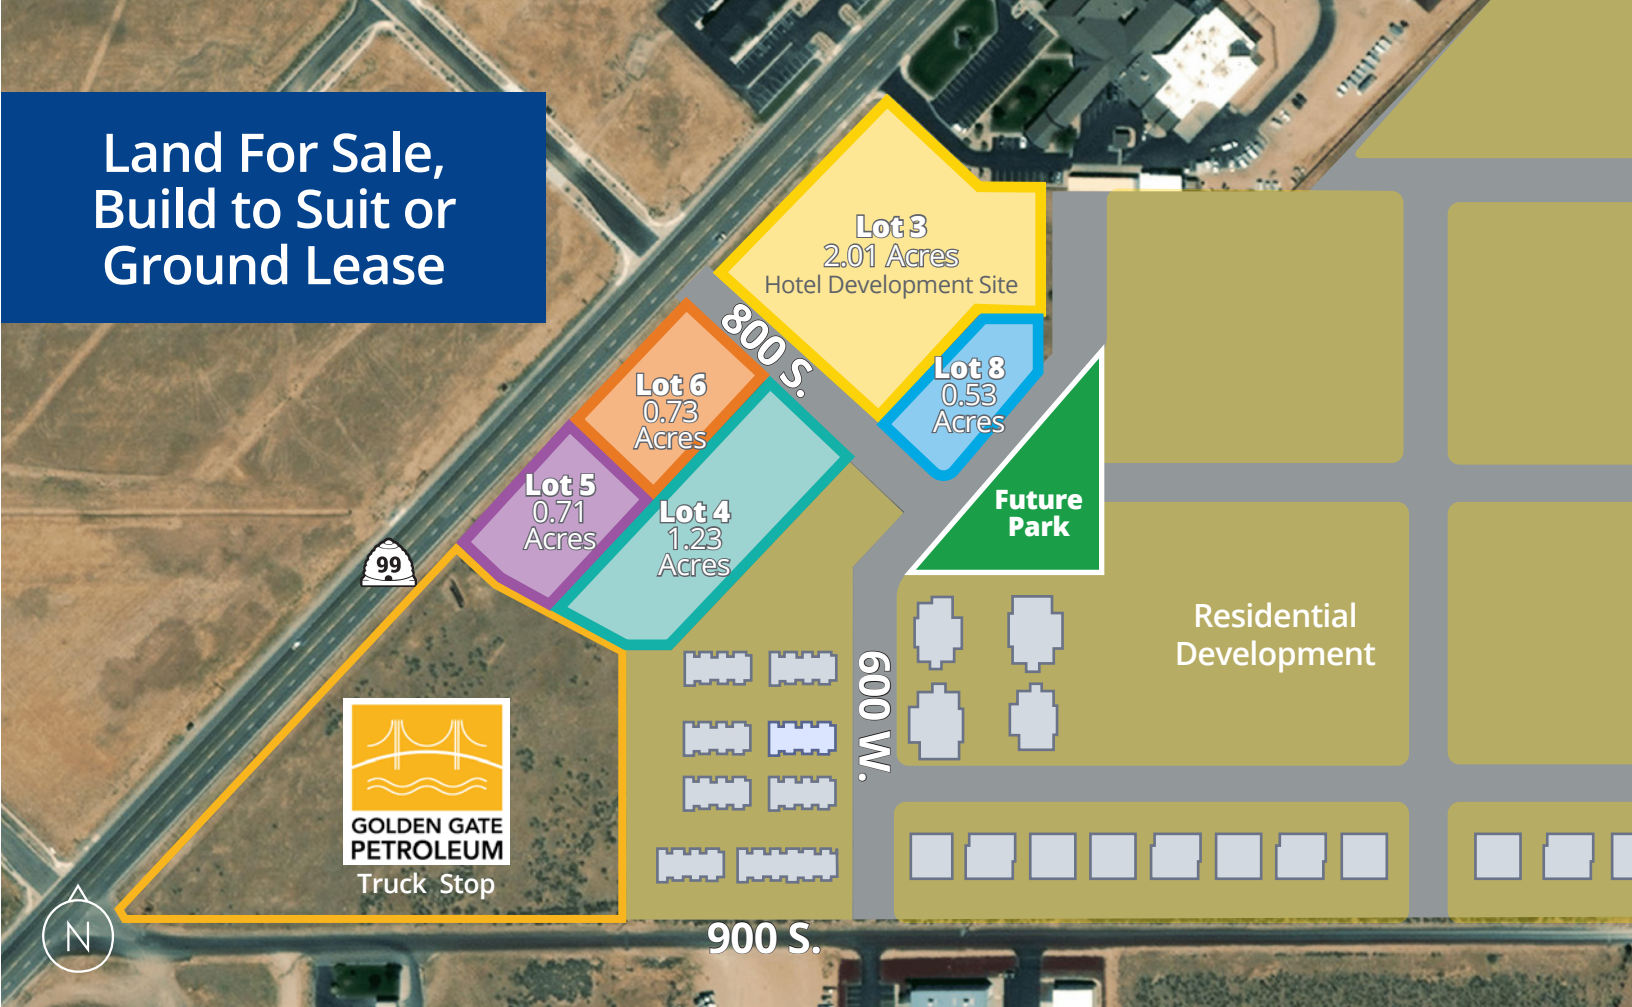 Land For Sale,
Build to Suit or
Ground Lease
Lot 3
2.01 Acres
Hotel Development Site
800 S.
Lot 6
0.73
Acres
Lot 8
0.53
Acres
Lot 5
0.71
Acres
Lot 4
1.23
Acres
Future
Park
99
Residential
Development
600 W.
GOLDEN GATE
PETROLEUM
Truck Stop
N
900 S.